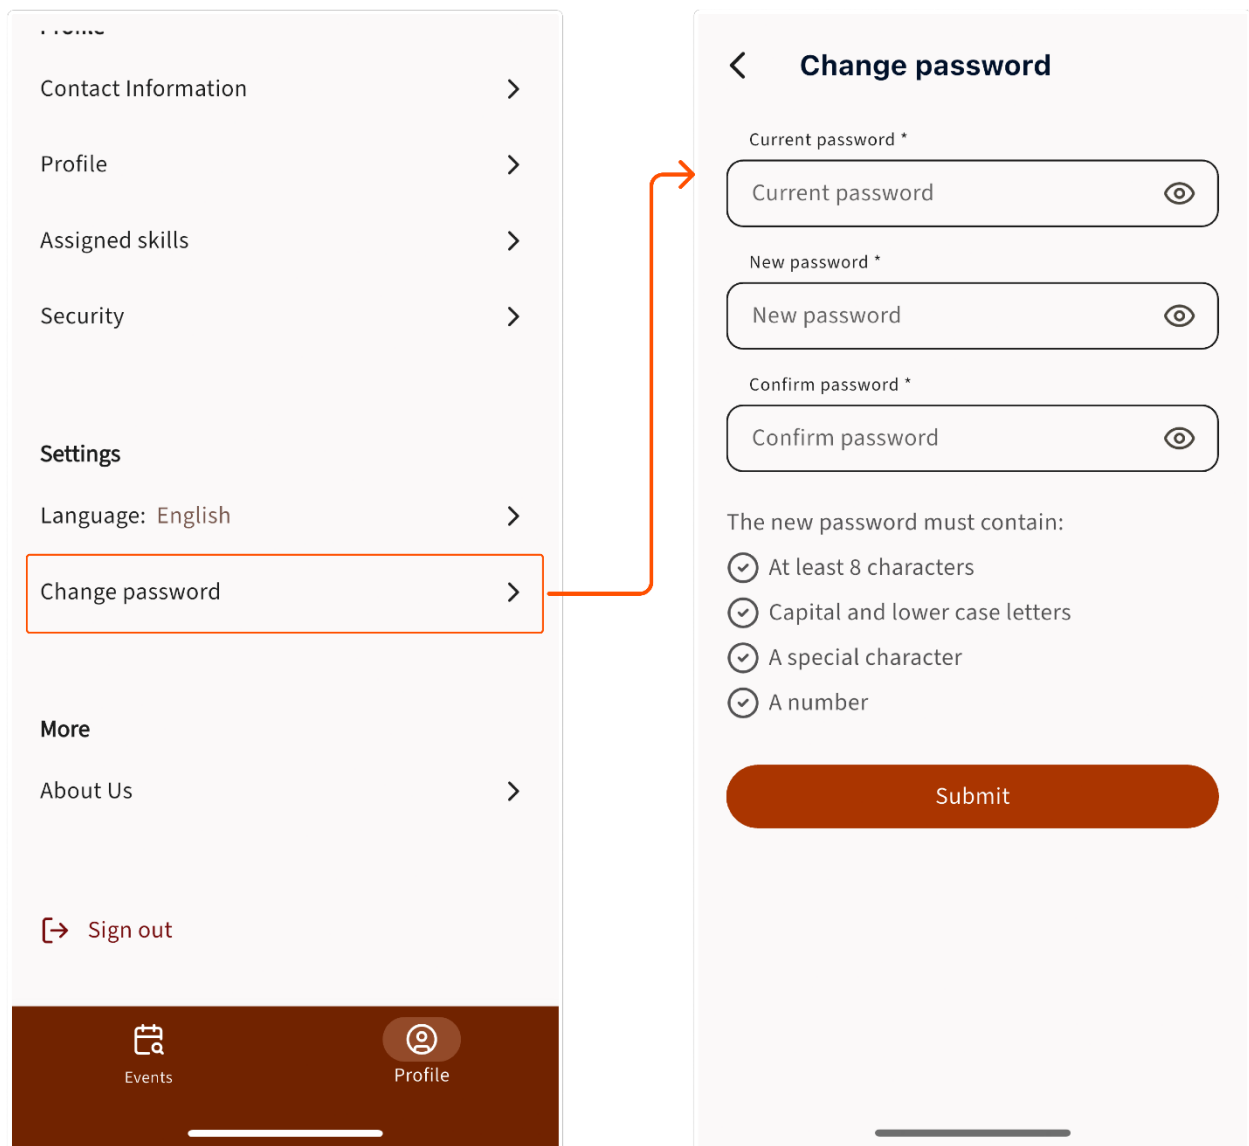 Profile
Contact Information
Profile
Assigned skills
Security
Settings
Language: English
Change password
More
About Us
Sign out
Events
Profile
Change password
Current password *
Current password
New password *
New password
Confirm password *
Confirm password
The new password must contain:
At least 8 characters
Capital and lower case letters
A special character
A number
Submit